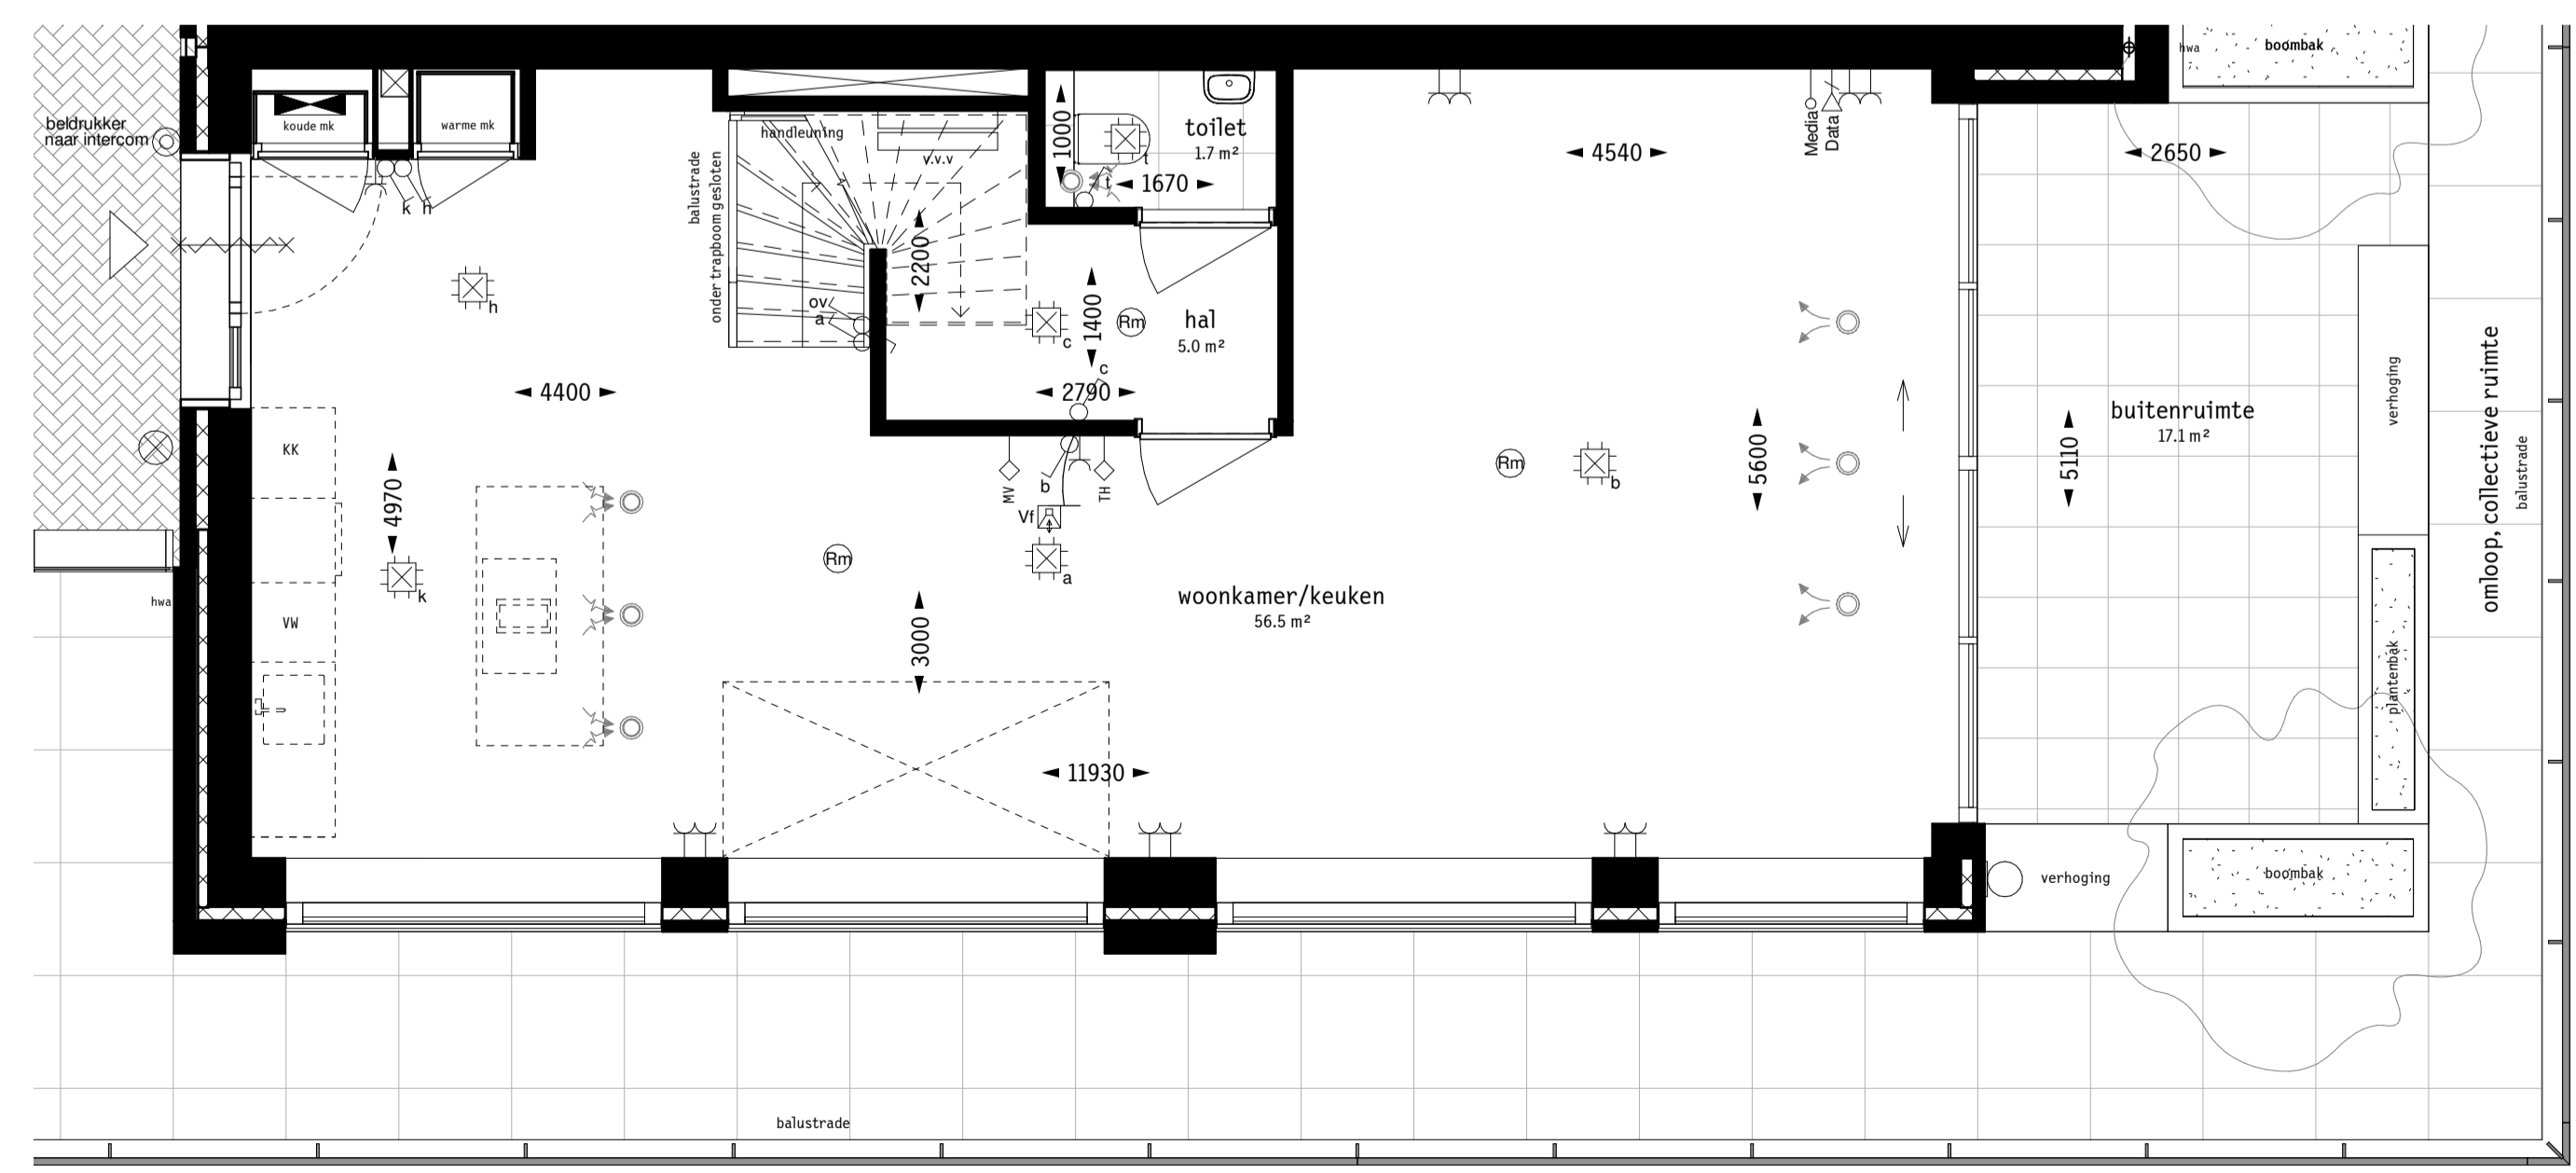 hwa
boombak
beldrukker
naar intercom
koude mk
warme mk
handleuning
v.v.v
balustrade
onder trapboom gesloten
1000
toilet
1.7 m²
t
t
1670
4540
Media
Data
2650
k
h
h
2200
ov
a
1400
c
Rm
hal
5.0 m²
c
2790
4400
KK
4970
k
VW
hwa
MV
b
TH
Vf
a
Rm
Rm
b
5600
5110
buitenruimte
17.1 m²
verhoging
omloop, collectieve ruimte
balustrade
woonkamer/keuken
56.5 m²
3000
11930
plantenbak
verhoging
boombak
balustrade